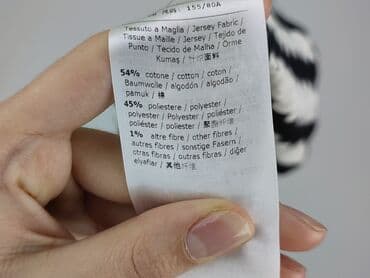 155/80A
Tessuto a Maglia / Jersey Fabric /
Tissue a Maille / Jersey / Tejido de
Punto / Tecido de Malha / Örme
Kumaş / 针织面料
54% cotone / cotton / coton /
Baumwolle / algodón / algodão /
pamuk / 棉
45% poliestere / polyester /
polyester / Polyester / poliéster /
poliéster / poliester / 聚酯纤维
1% altre fibre / other fibres /
autres fibres / sonstige Fasern /
otras fibras / outras fibras / diğer
elyaflar / 其他纤维